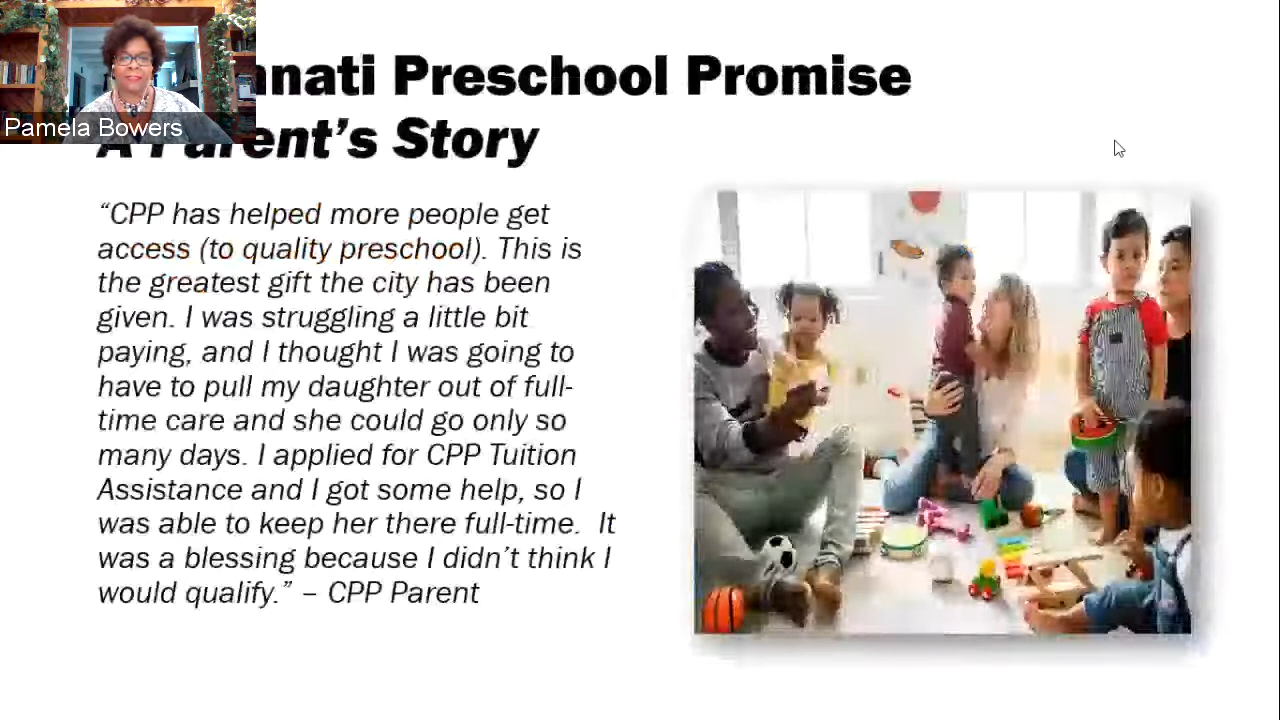 Pamela Bowers
nnati Preschool Promise
A Parent's Story
“CPP has helped more people get
access (to quality preschool). This is
the greatest gift the city has been
given. I was struggling a little bit
paying, and I thought I was going to
have to pull my daughter out of full-
time care and she could go only so
many days. I applied for CPP Tuition
Assistance and I got some help, so I
was able to keep her there full-time.  It
was a blessing because I didn’t think I
would qualify.” – CPP Parent